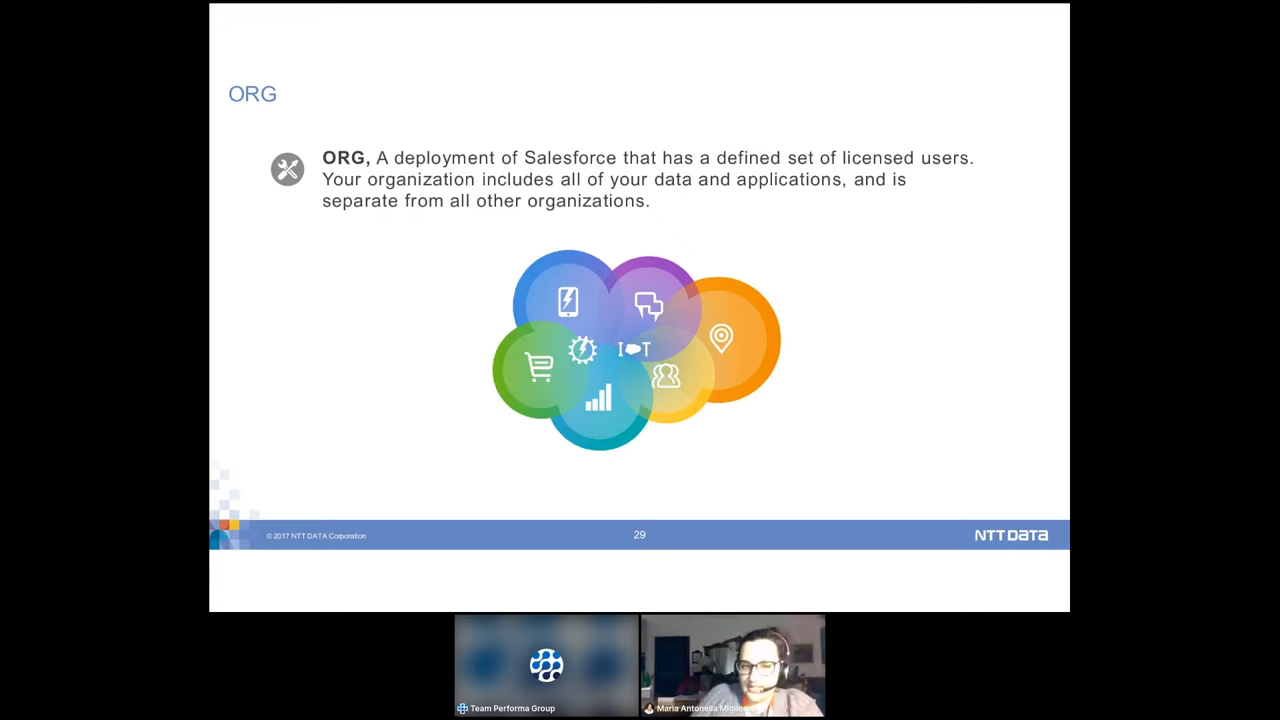 ORG
ORG, A deployment of Salesforce that has a defined set of licensed users.
Your organization includes all of your data and applications, and is
separate from all other organizations.
IoT
© 2017 NTT DATA Corporation
29
NTT DATA
Team Performa Group
Maria Antonella